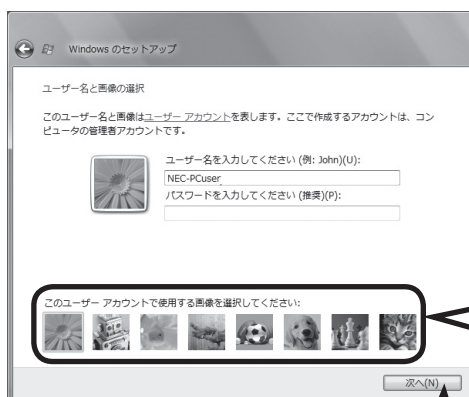 Windows のセットアップ
ユーザー名と画像の選択
このユーザー名と画像はユーザー アカウントを表します。ここで作成するアカウントは、コン
ピュータの管理者アカウントです。
ユーザー名を入力してください (例: John)(U):
NEC-PCuser
パスワードを入力してください (推奨)(P):
このユーザー アカウントで使用する画像を選択してください:
次へ(N)